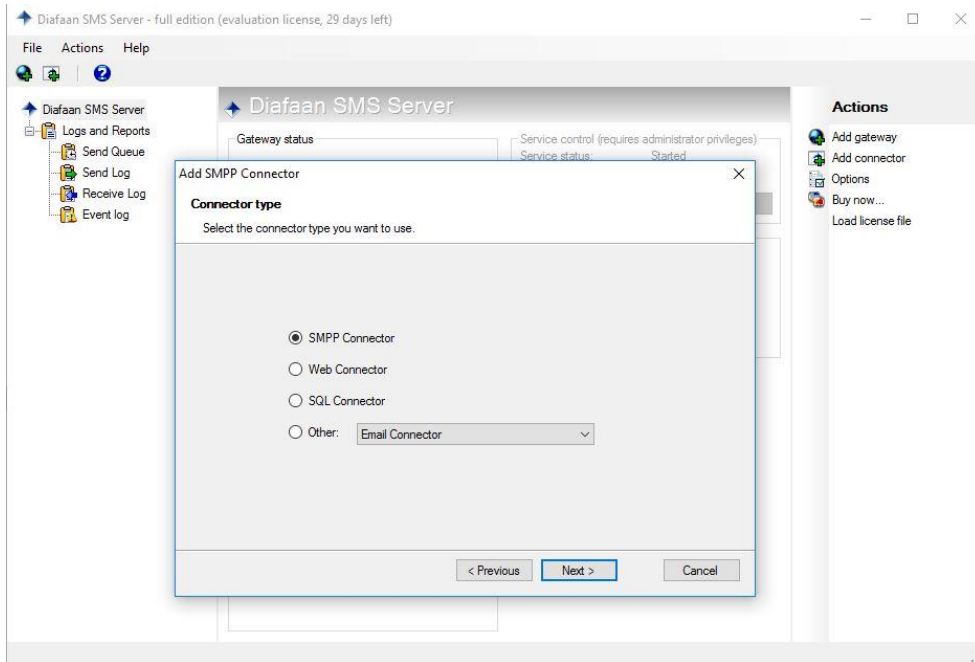 Diafaan SMS Server - full edition (evaluation license, 29 days left)
File Actions Help
Diafaan SMS Server
Logs and Reports
Send Queue
Send Log
Receive Log
Event log
Diafaan SMS Server
Gateway status
Service control (requires administrator privileges)
Service status: Started
Add SMPP Connector
Connector type
Select the connector type you want to use.
SMPP Connector
Web Connector
SQL Connector
Other: Email Connector
< Previous Next > Cancel
Actions
Add gateway
Add connector
Options
Buy now...
Load license file